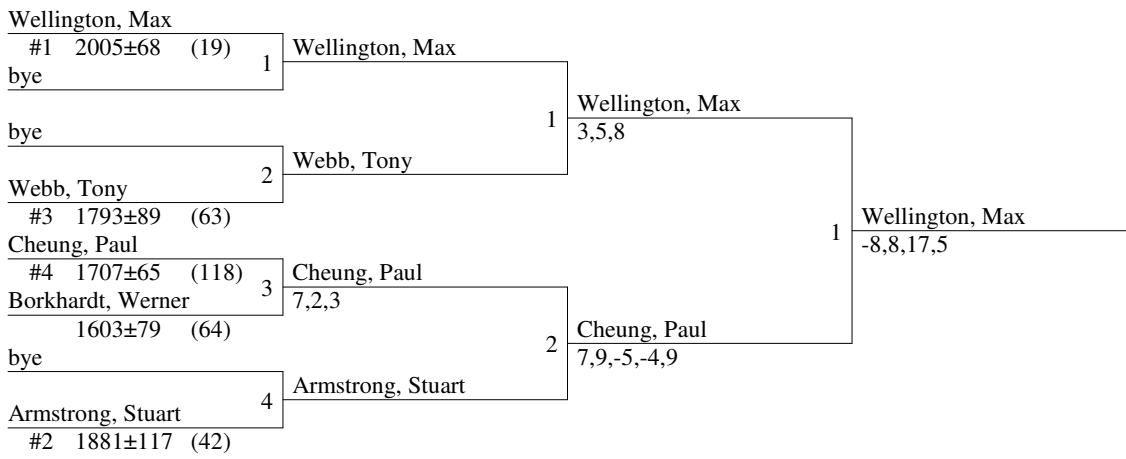 Wellington, Max
#1 2005±68 (19)
1
Wellington, Max
bye
bye
1
Wellington, Max
3,5,8
2
Webb, Tony
Webb, Tony
#3 1793±89 (63)
1
Wellington, Max
-8,8,17,5
Cheung, Paul
#4 1707±65 (118)
3
Cheung, Paul
7,2,3
Borkhardt, Werner
1603±79 (64)
2
Cheung, Paul
7,9,-5,-4,9
bye
4
Armstrong, Stuart
Armstrong, Stuart
#2 1881±117 (42)